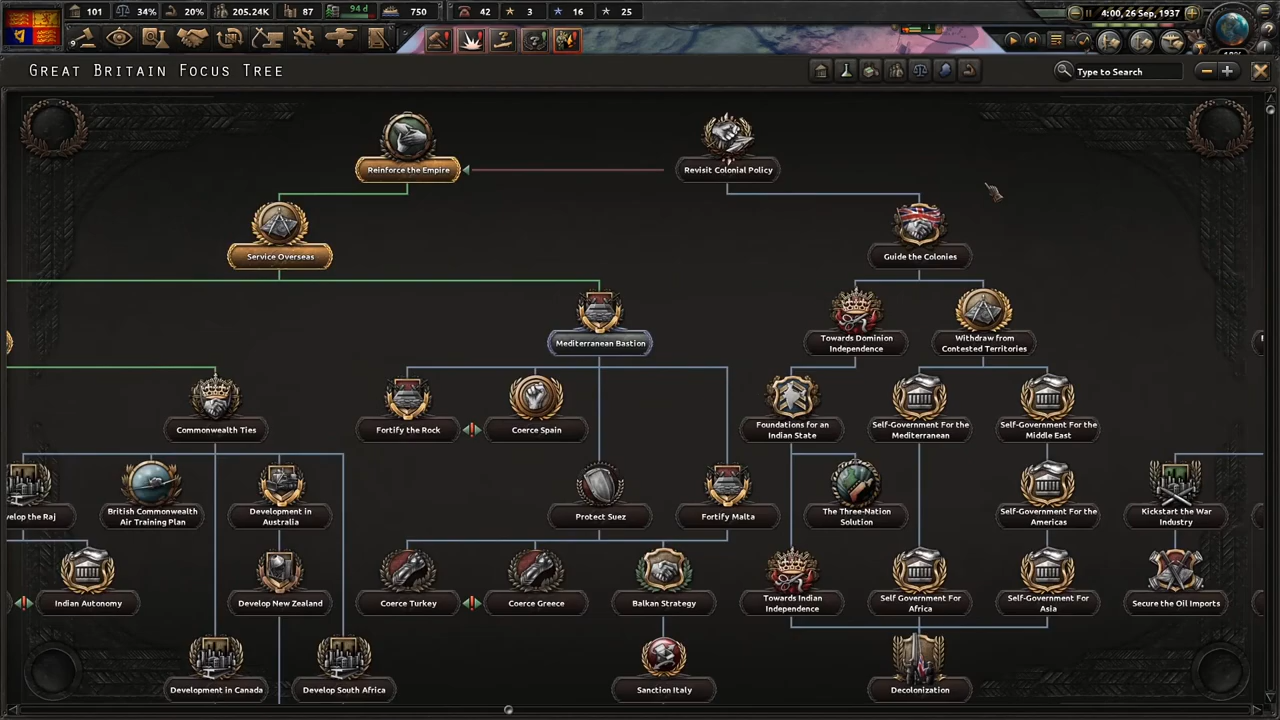 101 34% 20% 205.24K 87 94 d 750 42 3 16 25 4:00, 26 Sep, 1937
9
Great Britain Focus Tree
Type to Search
Reinforce the Empire
Revisit Colonial Policy
Service Overseas
Guide the Colonies
Mediterranean Bastion
Towards Dominion
Independence
Withdraw from
Contested Territories
Commonwealth Ties
Fortify the Rock
Coerce Spain
Foundations for an
Indian State
Self-Government For the
Mediterranean
Self-Government For the
Middle East
velop the Raj
British Commonwealth
Air Training Plan
Development in
Australia
Protect Suez
Fortify Malta
The Three-Nation
Solution
Self-Government For the
Americas
Kickstart the War
Industry
Indian Autonomy
Develop New Zealand
Coerce Turkey
Coerce Greece
Balkan Strategy
Towards Indian
Independence
Self Government For
Africa
Self-Government For
Asia
Secure the Oil Imports
Development in Canada
Develop South Africa
Sanction Italy
Decolonization